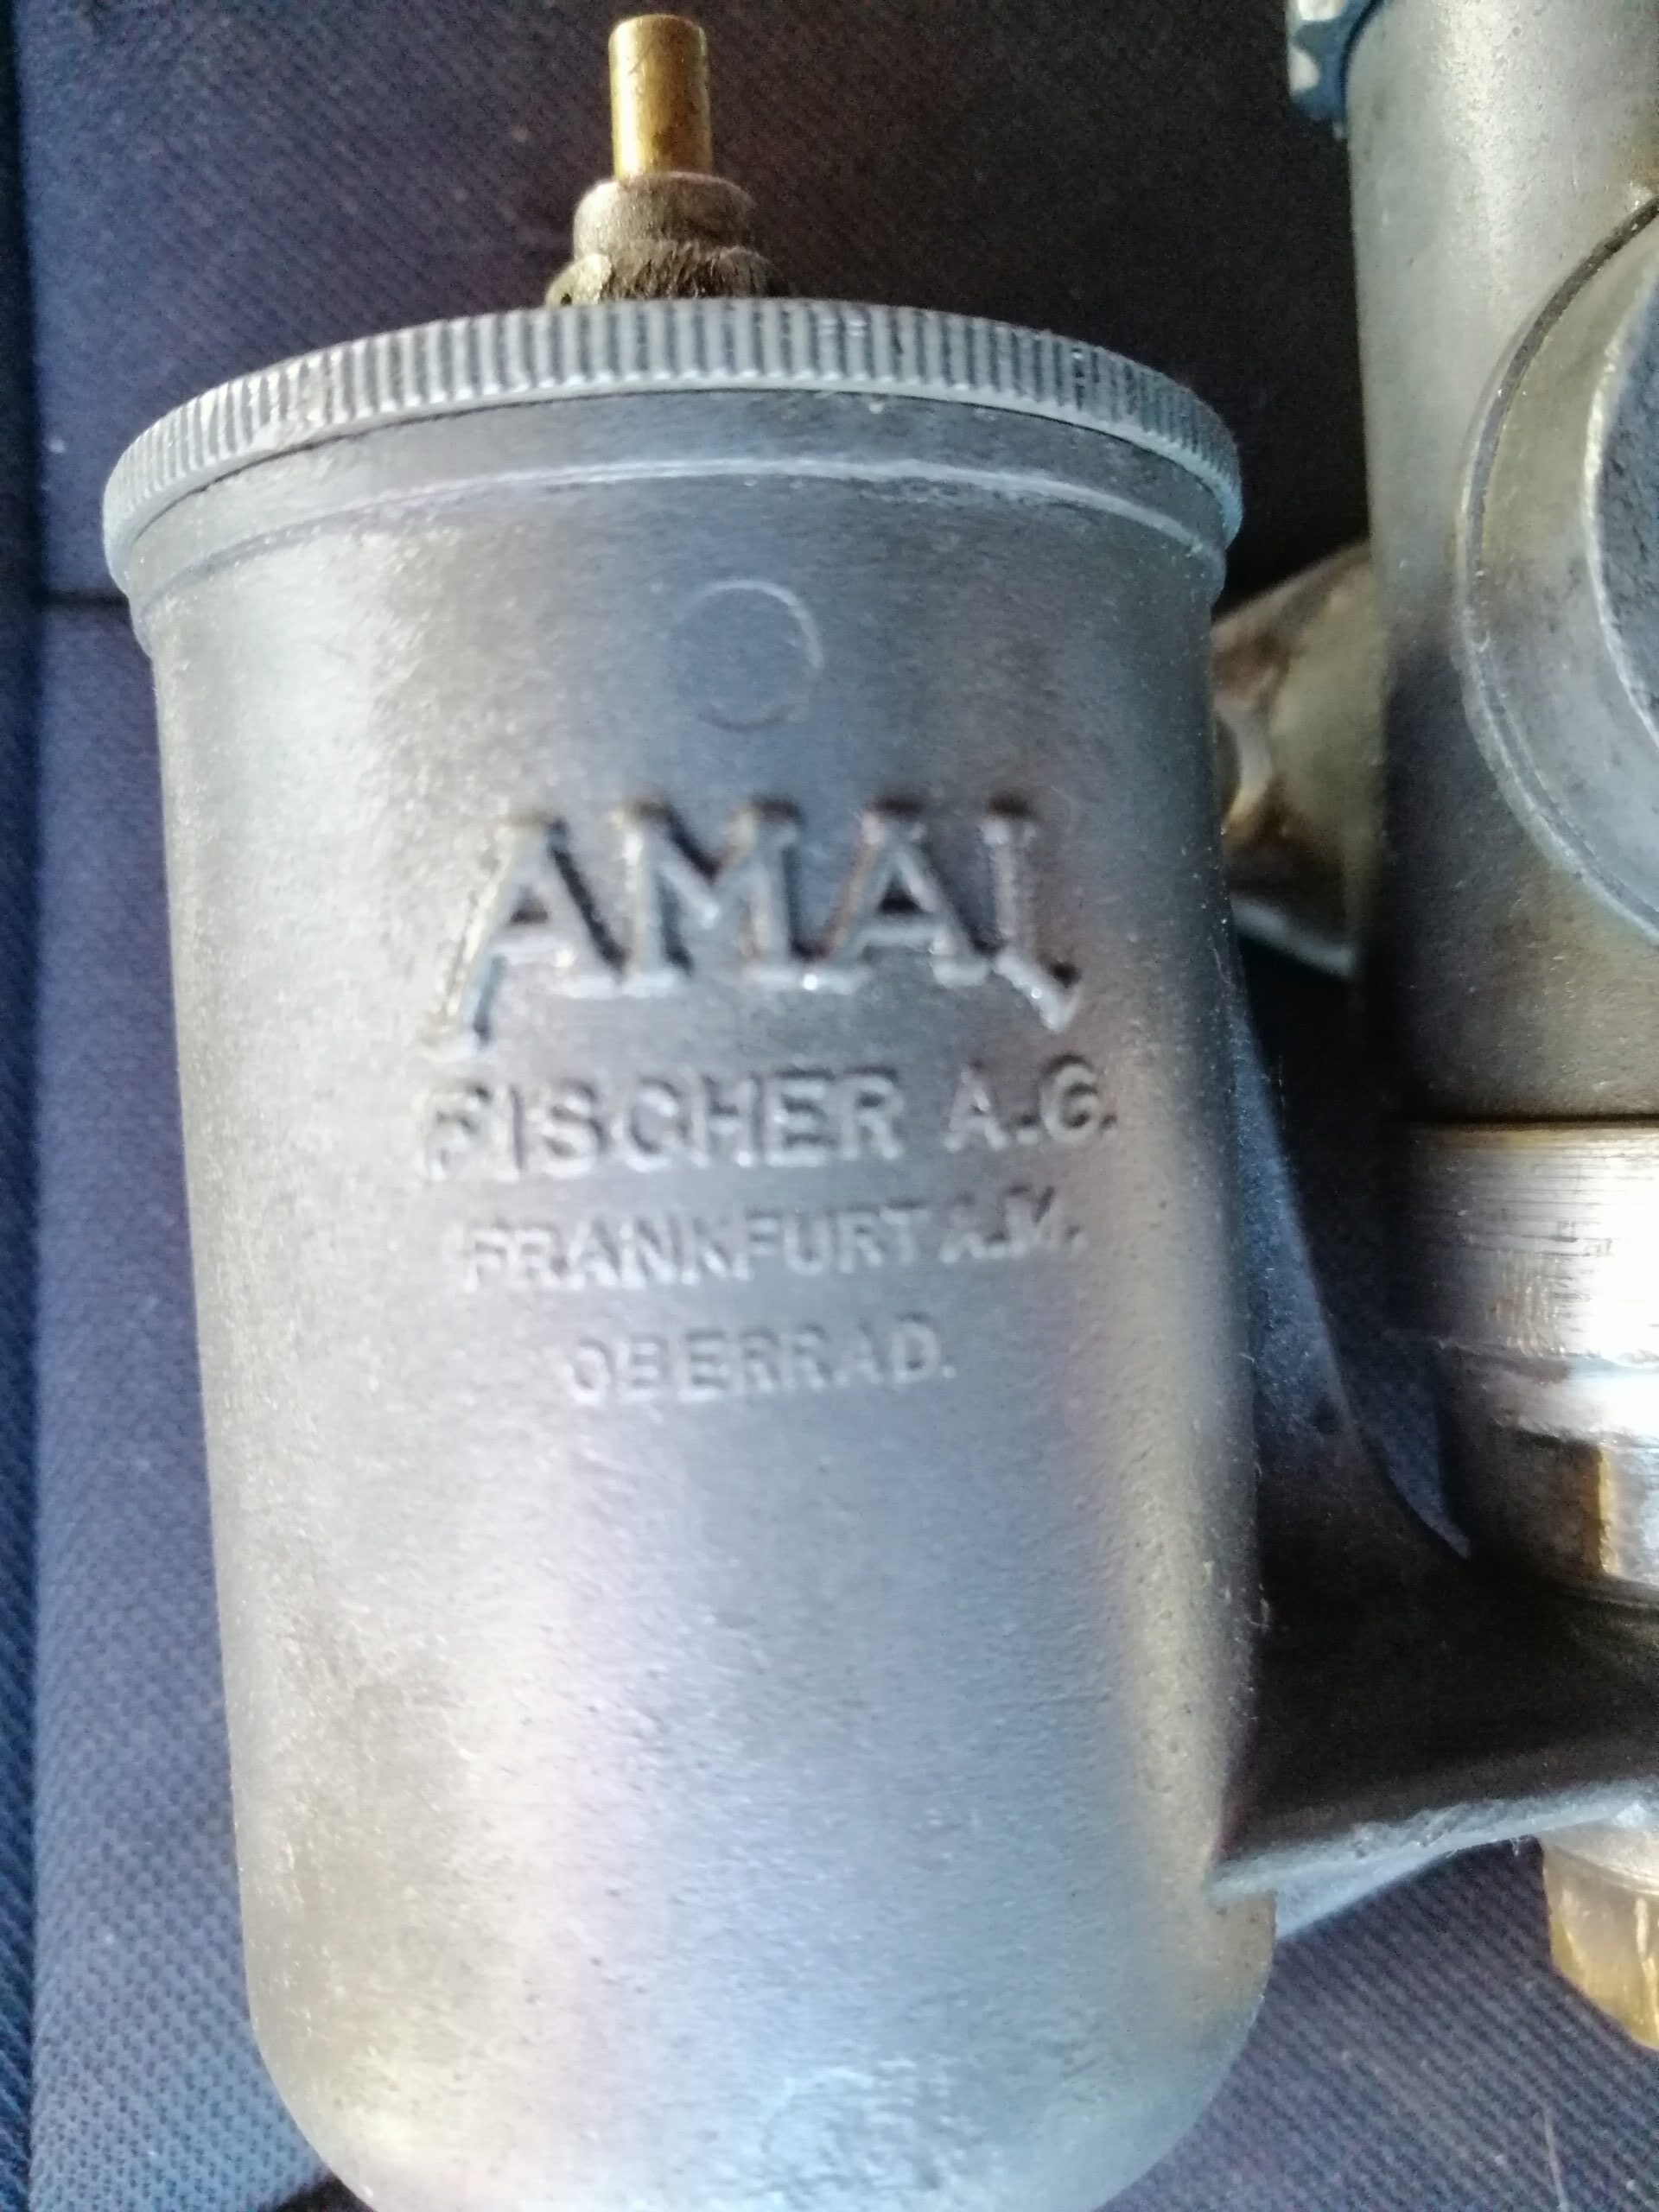 AMAL
FISCHER A.G.
FRANKFURT A.M.
OBERRAD.